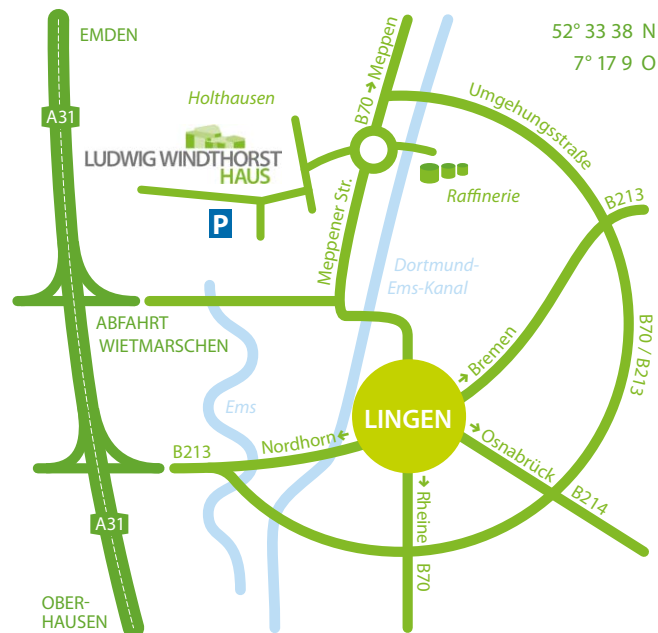 EMDEN
52° 33 38 N
7° 17 9 O
A31
Holthausen
B70 → Meppen
Umgehungsstraße
LUDWIG WINDTHORST
HAUS
P
Raffinerie
B213
Meppener Str.
Dortmund-
Ems-Kanal
ABFAHRT
WIETMARSCHEN
→ Bremen
B70 / B213
Ems
LINGEN
B213
Nordhorn ←
→ Osnabrück
B214
→ Rheine
B70
A31
OBER-
HAUSEN